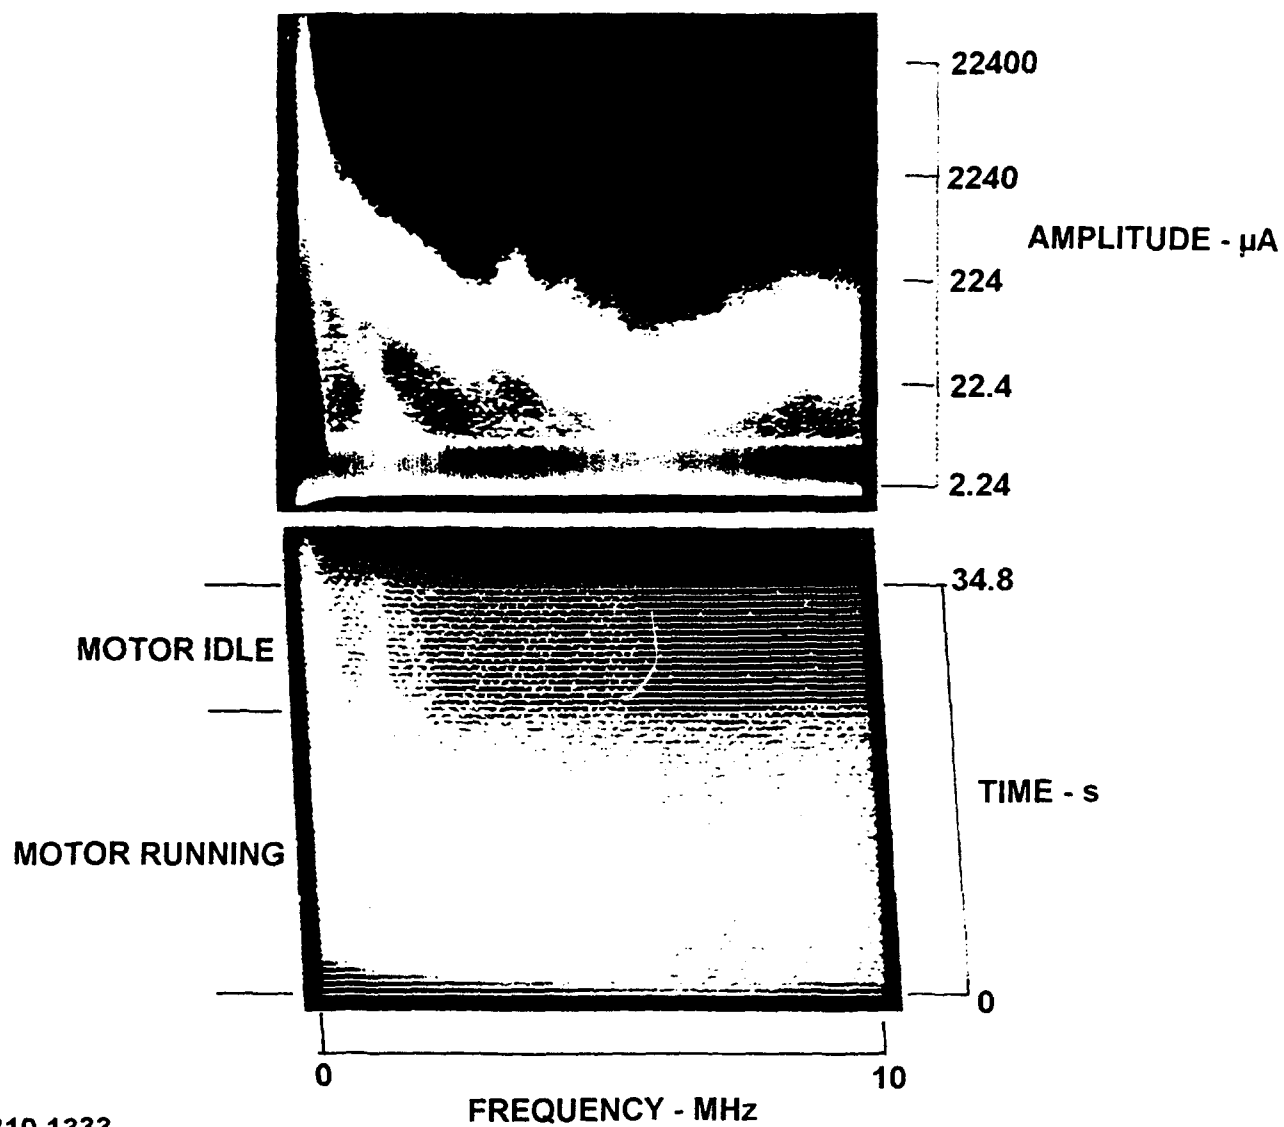 22400
2240
AMPLITUDE - µA
224
22.4
2.24
34.8
MOTOR IDLE
TIME - s
MOTOR RUNNING
0
0 10
FREQUENCY - MHz